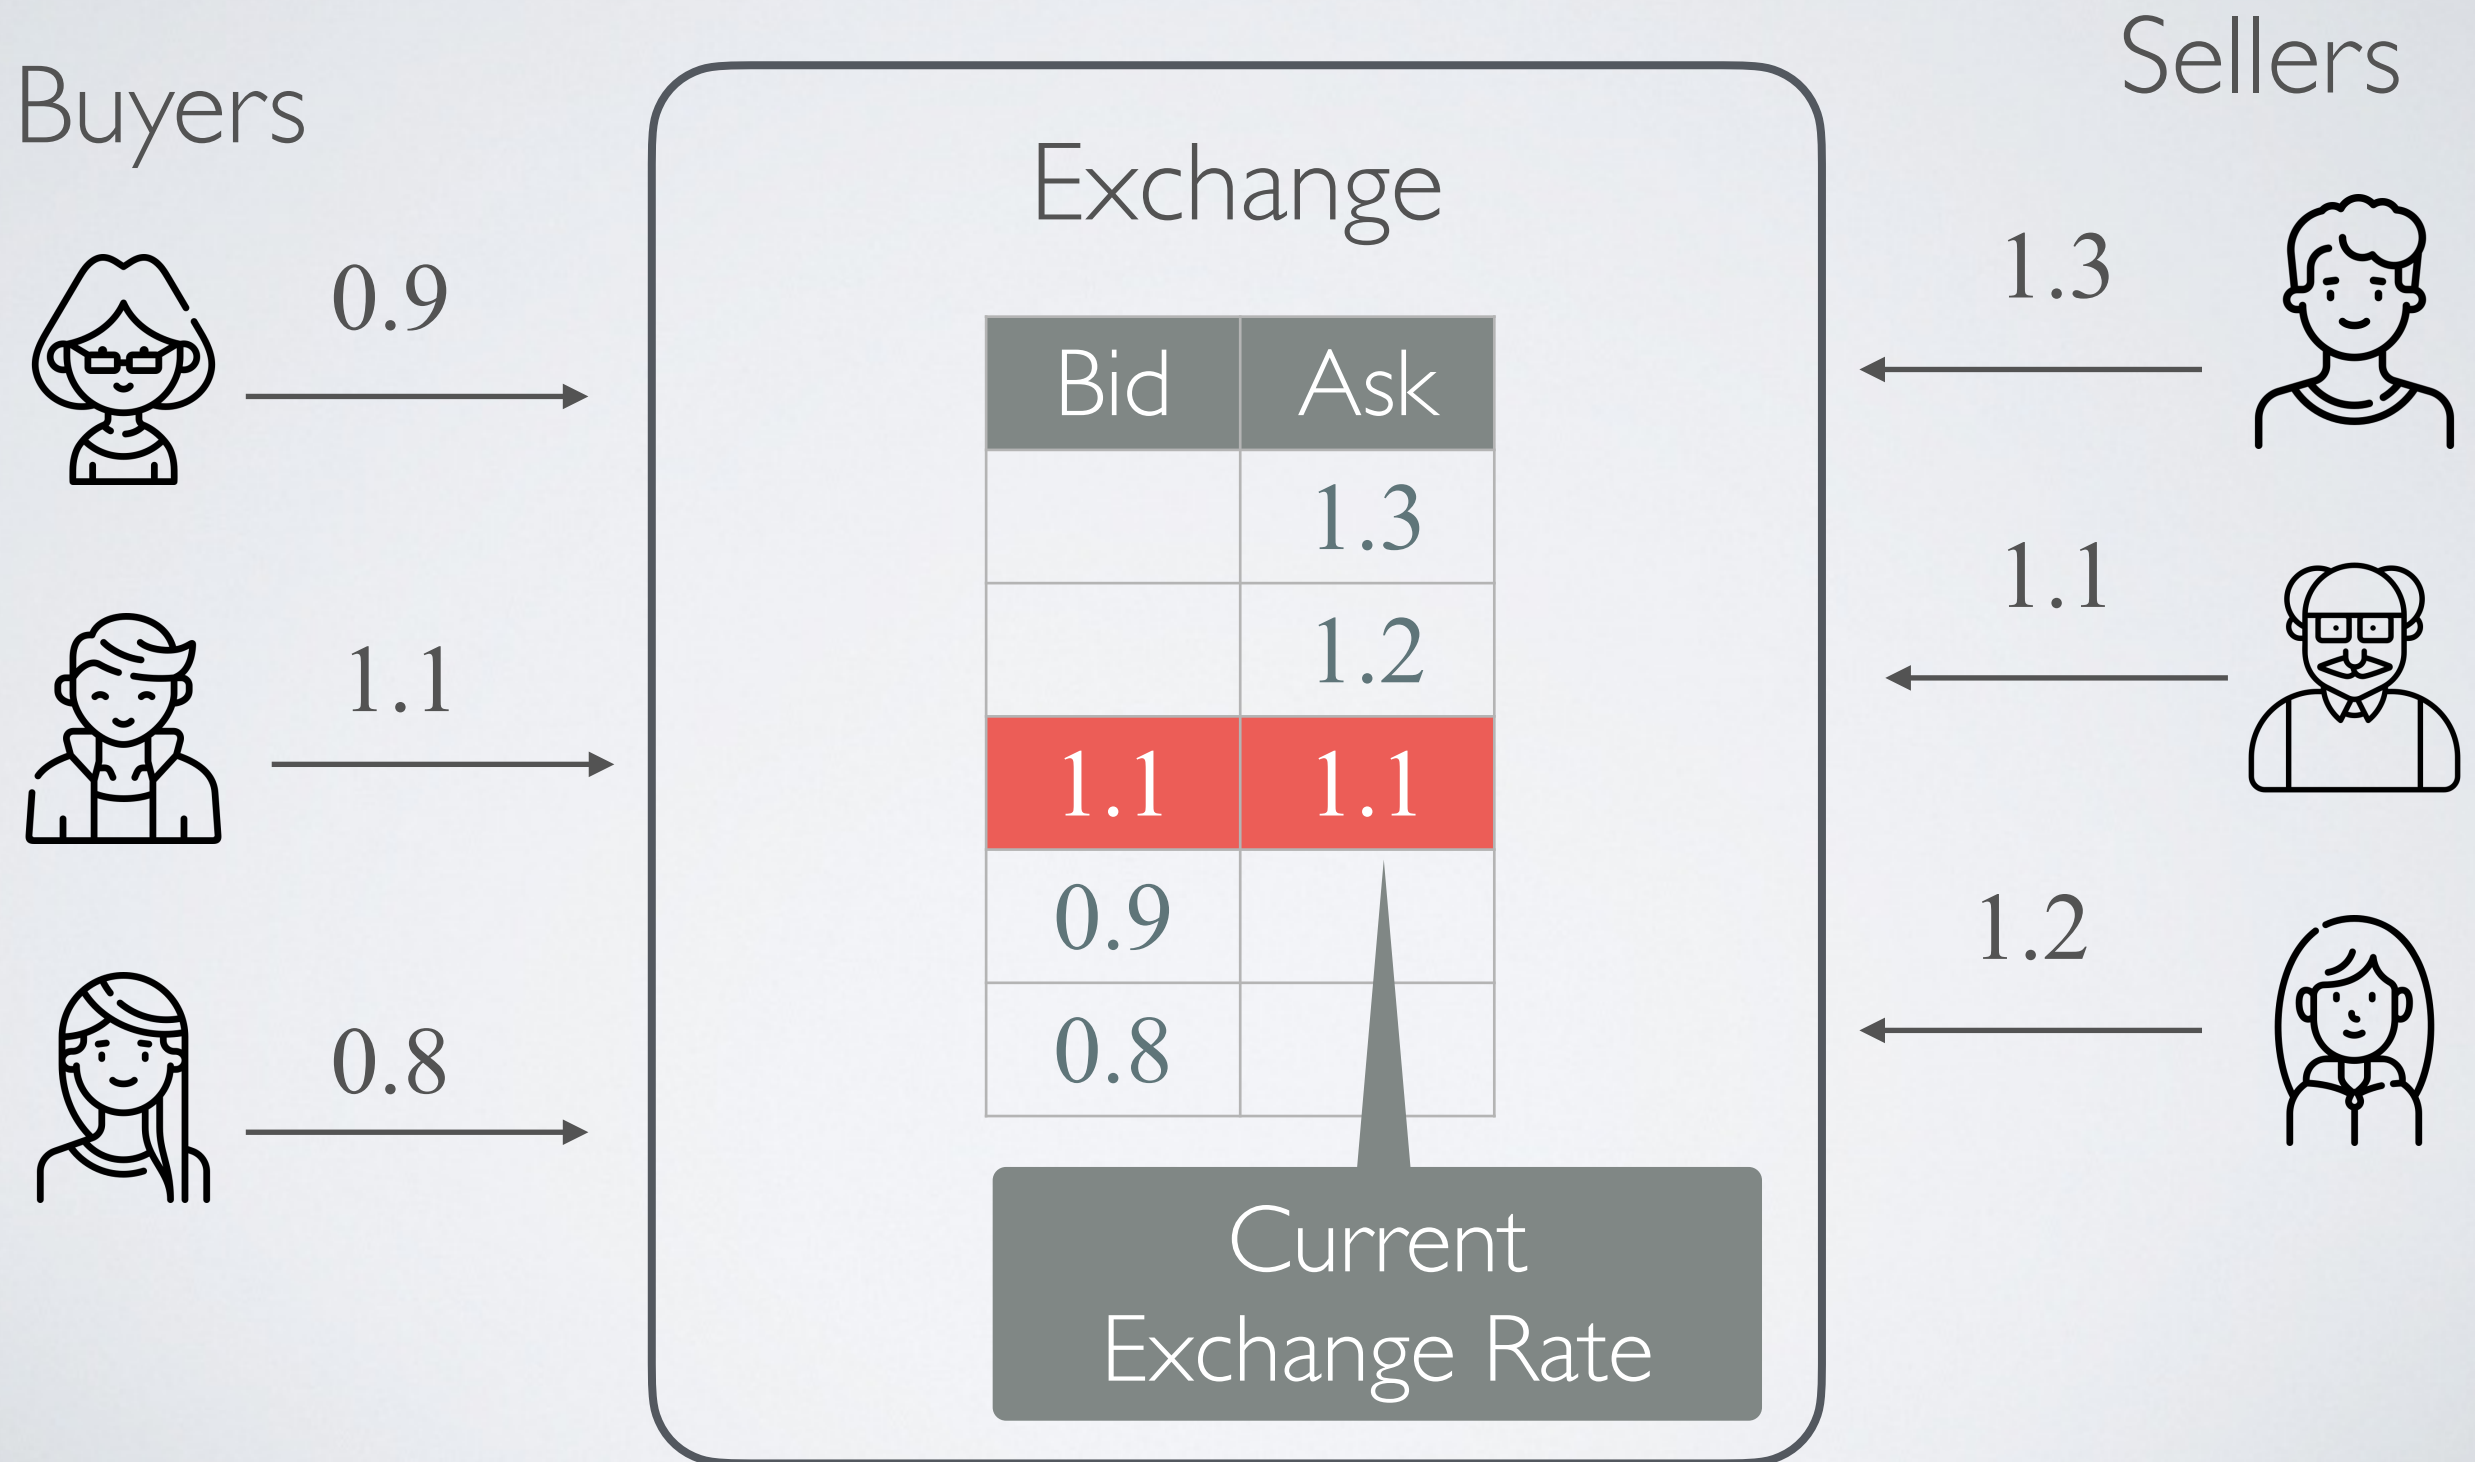 Buyers
0.9
1.1
0.8
Exchange
Bid Ask
1.3
1.2
1.1 1.1
0.9
0.8
Current
Exchange Rate
Sellers
1.3
1.1
1.2